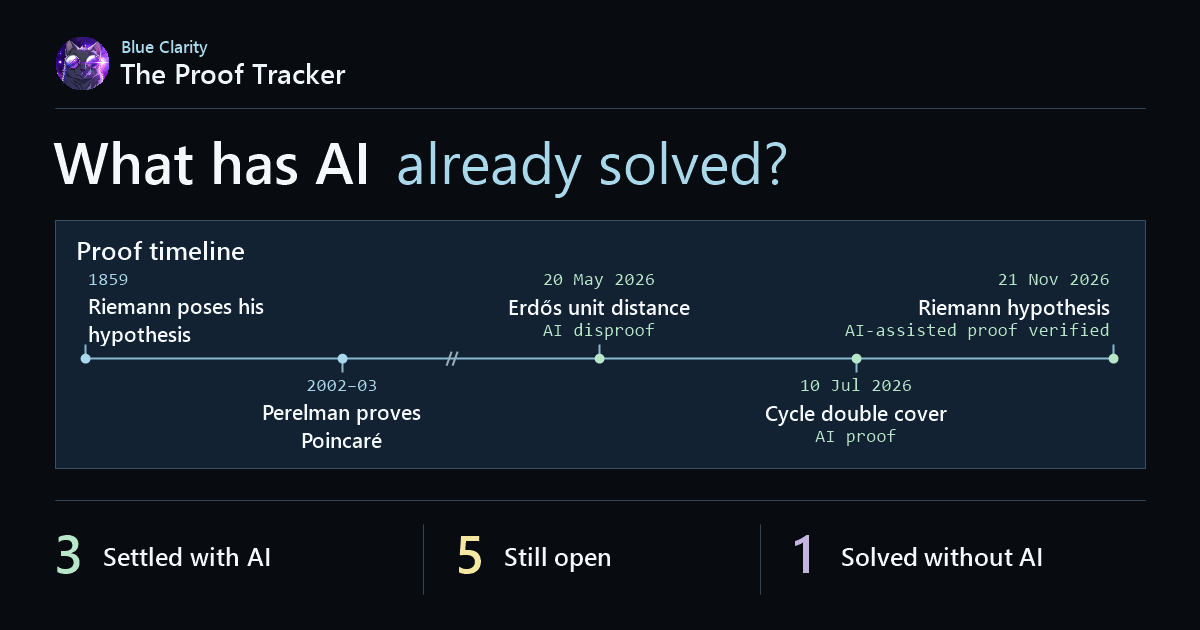 Blue Clarity
The Proof Tracker
What has AI already solved?
Proof timeline
1859
Riemann poses his
hypothesis
2002–03
Perelman proves
Poincaré
20 May 2026
Erdős unit distance
AI disproof
10 Jul 2026
Cycle double cover
AI proof
21 Nov 2026
Riemann hypothesis
AI-assisted proof verified
3 Settled with AI
5 Still open
1 Solved without AI